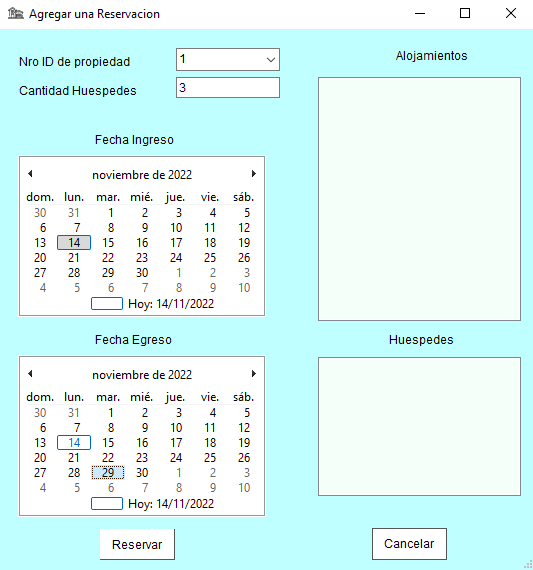 Agregar una Reservacion
Nro ID de propiedad
1
Cantidad Huespedes
3
Fecha Ingreso
noviembre de 2022
dom. lun. mar. mié. jue. vie. sáb.
30 31 1 2 3 4 5
6 7 8 9 10 11 12
13 14 15 16 17 18 19
20 21 22 23 24 25 26
27 28 29 30 1 2 3
4 5 6 7 8 9 10
Hoy: 14/11/2022
Fecha Egreso
noviembre de 2022
dom. lun. mar. mié. jue. vie. sáb.
30 31 1 2 3 4 5
6 7 8 9 10 11 12
13 14 15 16 17 18 19
20 21 22 23 24 25 26
27 28 29 30 1 2 3
4 5 6 7 8 9 10
Hoy: 14/11/2022
Reservar
Alojamientos
Huespedes
Cancelar